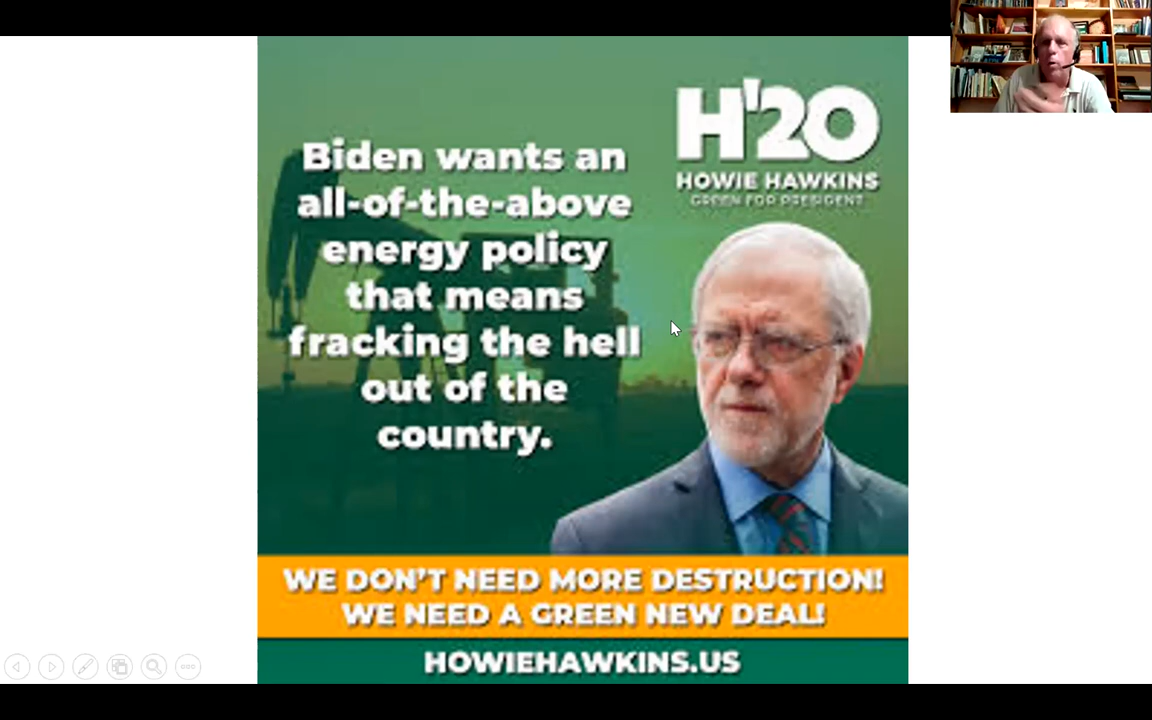 H'20
HOWIE HAWKINS
GREEN FOR PRESIDENT
Biden wants an
all-of-the-above
energy policy
that means
fracking the hell
out of the
country.
WE DON'T NEED MORE DESTRUCTION!
WE NEED A GREEN NEW DEAL!
HOWIEHAWKINS.US